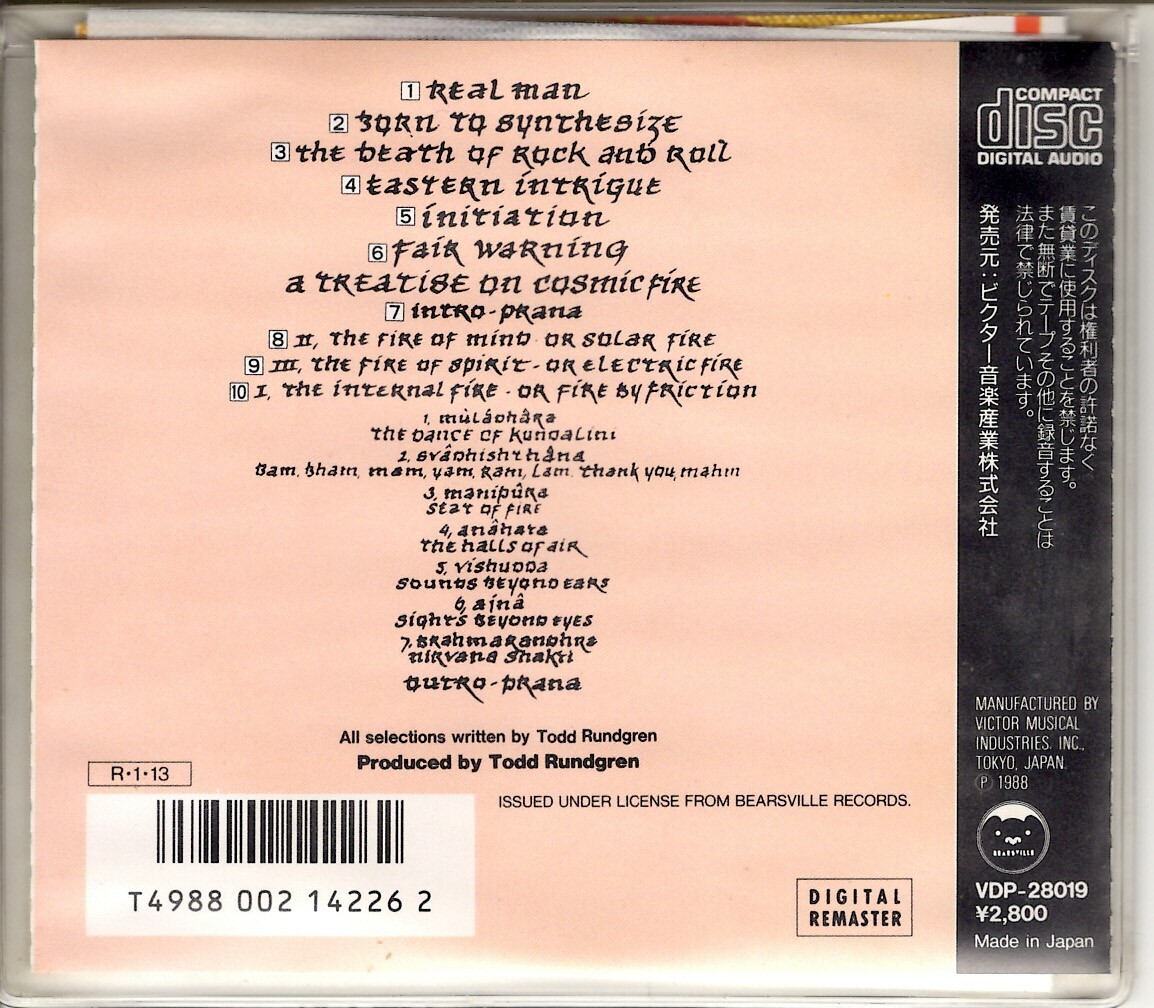 1 Real Man
2 Born to Synthesize
3 The Death of Rock and Roll
4 Eastern Intrigue
5 Initiation
6 Fair Warning
A Treatise on Cosmic Fire
7 Intro-Prana
8 II, The Fire of Mind-or Solar Fire
9 III, The Fire of Spirit-or Electric Fire
10 I, The Internal Fire-or Fire by Friction
1, Mùládhâra
The Dance of Kundalini
2, Svâdhishthâna
Bam, Bham, Mam, Yam, Ram, Lam, Thank you, Mahm
3, Manipûra
Seat of Fire
4, Anâhata
The Halls of Air
5, Vishudda
Sounds Beyond Ears
6, Ajnâ
Sights Beyond Eyes
7, Brahmarandhra
Nirvana Shakti
Outro-Prana
All selections written by Todd Rundgren
Produced by Todd Rundgren
R・1・13
ISSUED UNDER LICENSE FROM BEARSVILLE RECORDS.
T4988 002 14226 2
DIGITAL
REMASTER
COMPACT
disc
DIGITAL AUDIO
このディスクは権利者の許諾なく
賃貸業に使用することを禁じます。
また無断でテープその他に録音することは
法律で禁じられています。
発売元：ビクター音楽産業株式会社
MANUFACTURED BY
VICTOR MUSICAL
INDUSTRIES, INC.,
TOKYO, JAPAN.
Ⓟ 1988
BEARSVILLE
VDP-28019
¥2,800
Made in Japan